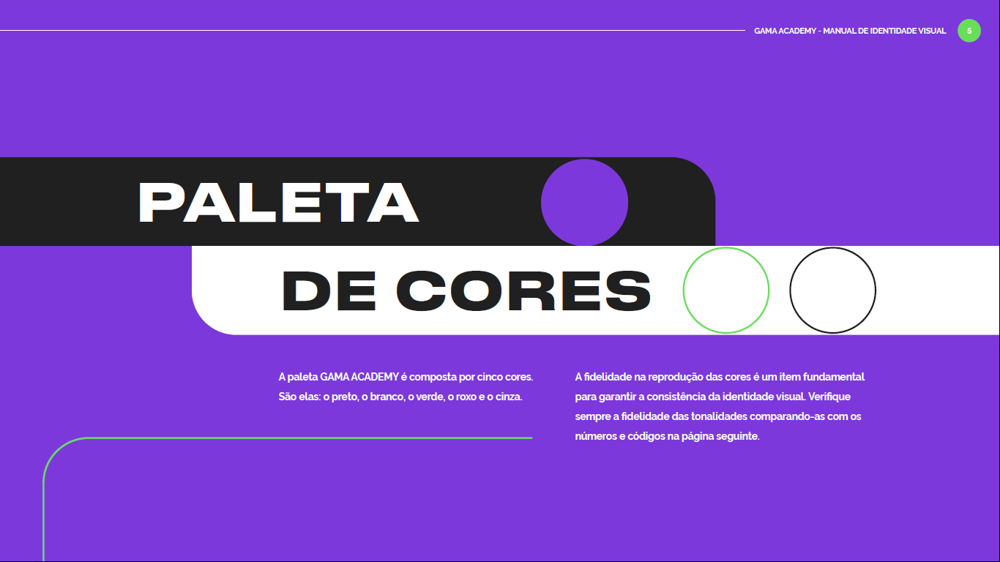 GAMA ACADEMY - MANUAL DE IDENTIDADE VISUAL 5
PALETA
DE CORES
A paleta GAMA ACADEMY é composta por cinco cores.
São elas: o preto, o branco, o verde, o roxo e o cinza.
A fidelidade na reprodução das cores é um item fundamental
para garantir a consistência da identidade visual. Verifique
sempre a fidelidade das tonalidades comparando-as com os
números e códigos na página seguinte.